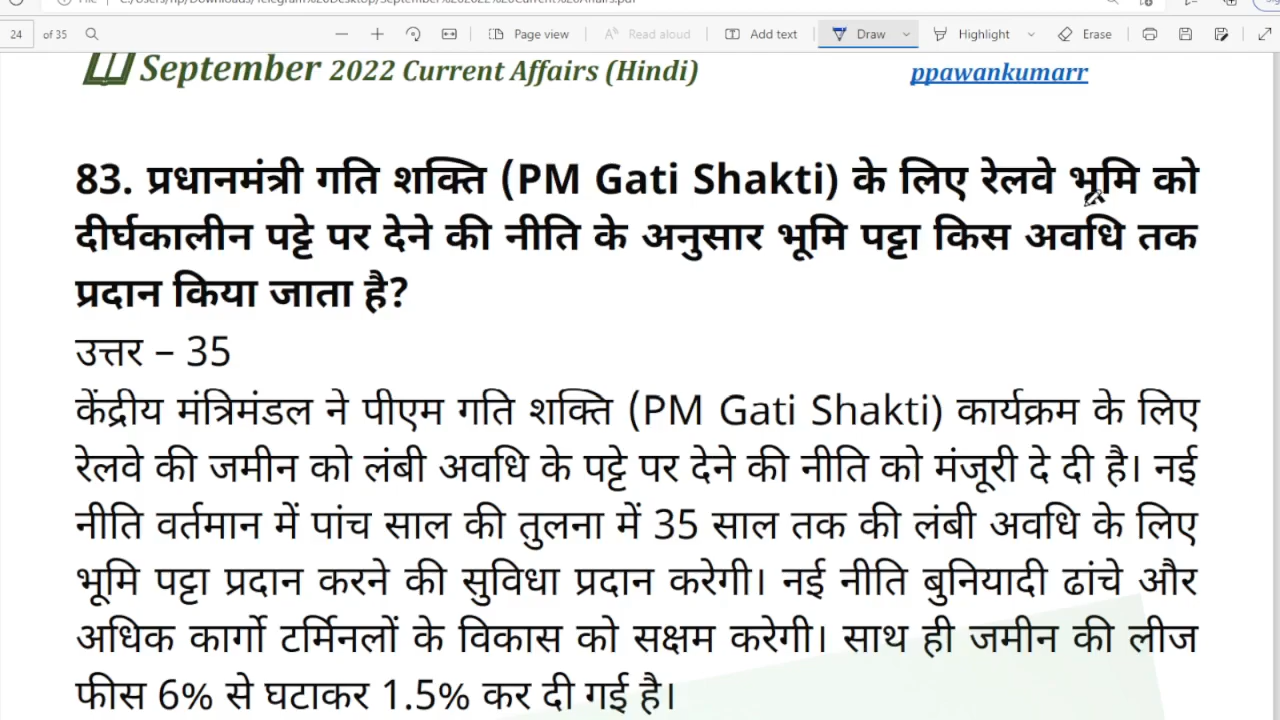 24 of 35 Page view Read aloud Add text Draw Highlight Erase
September 2022 Current Affairs (Hindi) ppawankumarr
83. प्रधानमंत्री गति शक्ति (PM Gati Shakti) के लिए रेलवे भूमि को
दीर्घकालीन पट्टे पर देने की नीति के अनुसार भूमि पट्टा किस अवधि तक
प्रदान किया जाता है?
उत्तर – 35
केंद्रीय मंत्रिमंडल ने पीएम गति शक्ति (PM Gati Shakti) कार्यक्रम के लिए
रेलवे की जमीन को लंबी अवधि के पट्टे पर देने की नीति को मंजूरी दे दी है। नई
नीति वर्तमान में पांच साल की तुलना में 35 साल तक की लंबी अवधि के लिए
भूमि पट्टा प्रदान करने की सुविधा प्रदान करेगी। नई नीति बुनियादी ढांचे और
अधिक कार्गो टर्मिनलों के विकास को सक्षम करेगी। साथ ही जमीन की लीज
फीस 6% से घटाकर 1.5% कर दी गई है।